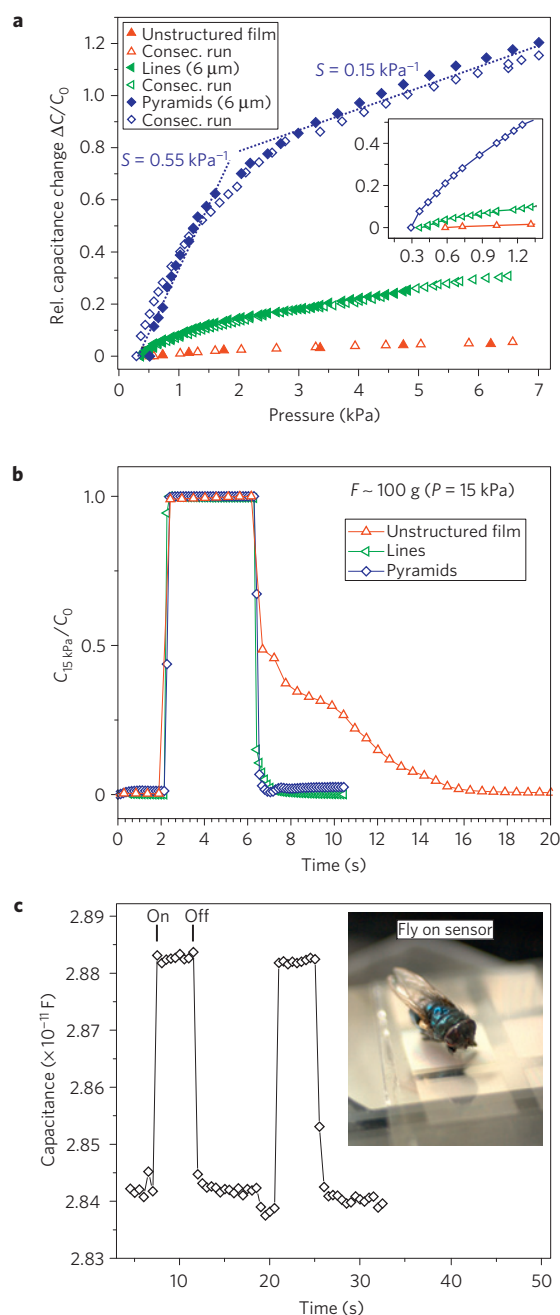 a
Unstructured film
Consec. run
Lines (6 μm)
Consec. run
Pyramids (6 μm)
Consec. run
S = 0.15 kPa⁻¹
S = 0.55 kPa⁻¹
Rel. capacitance change ΔC/C₀
1.2
1.0
0.8
0.6
0.4
0.2
0
0.4
0.2
0
0.3 0.6 0.9 1.2
0 1 2 3 4 5 6 7
Pressure (kPa)
b
F ~ 100 g (P = 15 kPa)
Unstructured film
Lines
Pyramids
C₁₅ ₖₚₐ/C₀
1.0
0.5
0
0 2 4 6 8 10 12 14 16 18 20
Time (s)
c
On Off
Fly on sensor
Capacitance (× 10⁻¹¹ F)
2.89
2.88
2.87
2.86
2.85
2.84
2.83
10 20 30 40 50
Time (s)